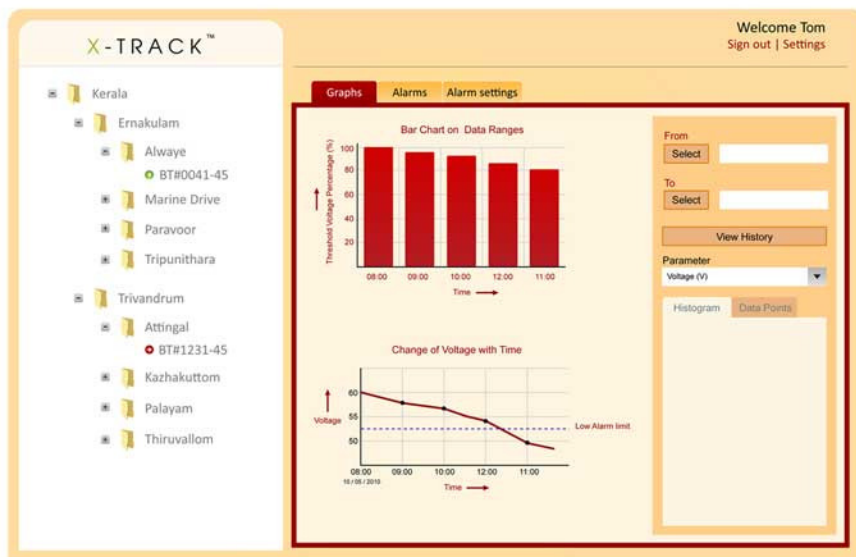 X-TRACK™
Welcome Tom
Sign out | Settings
Kerala
Ernakulam
Alwaye
BT#0041-45
Marine Drive
Paravoor
Tripunithara
Trivandrum
Attingal
BT#1231-45
Kazhakuttom
Palayam
Thiruvallom
Graphs
Alarms
Alarm settings
Bar Chart on Data Ranges
Threshold Voltage Percentage (%)
100
80
60
40
20
08:00 09:00 10:00 12:00 11:00
Time
Change of Voltage with Time
Voltage
60
55
50
Low Alarm limit
08:00 09:00 10:00 12:00 11:00
10 / 05 / 2010
Time
From
Select
To
Select
View History
Parameter
Voltage (V)
Histogram
Data Points